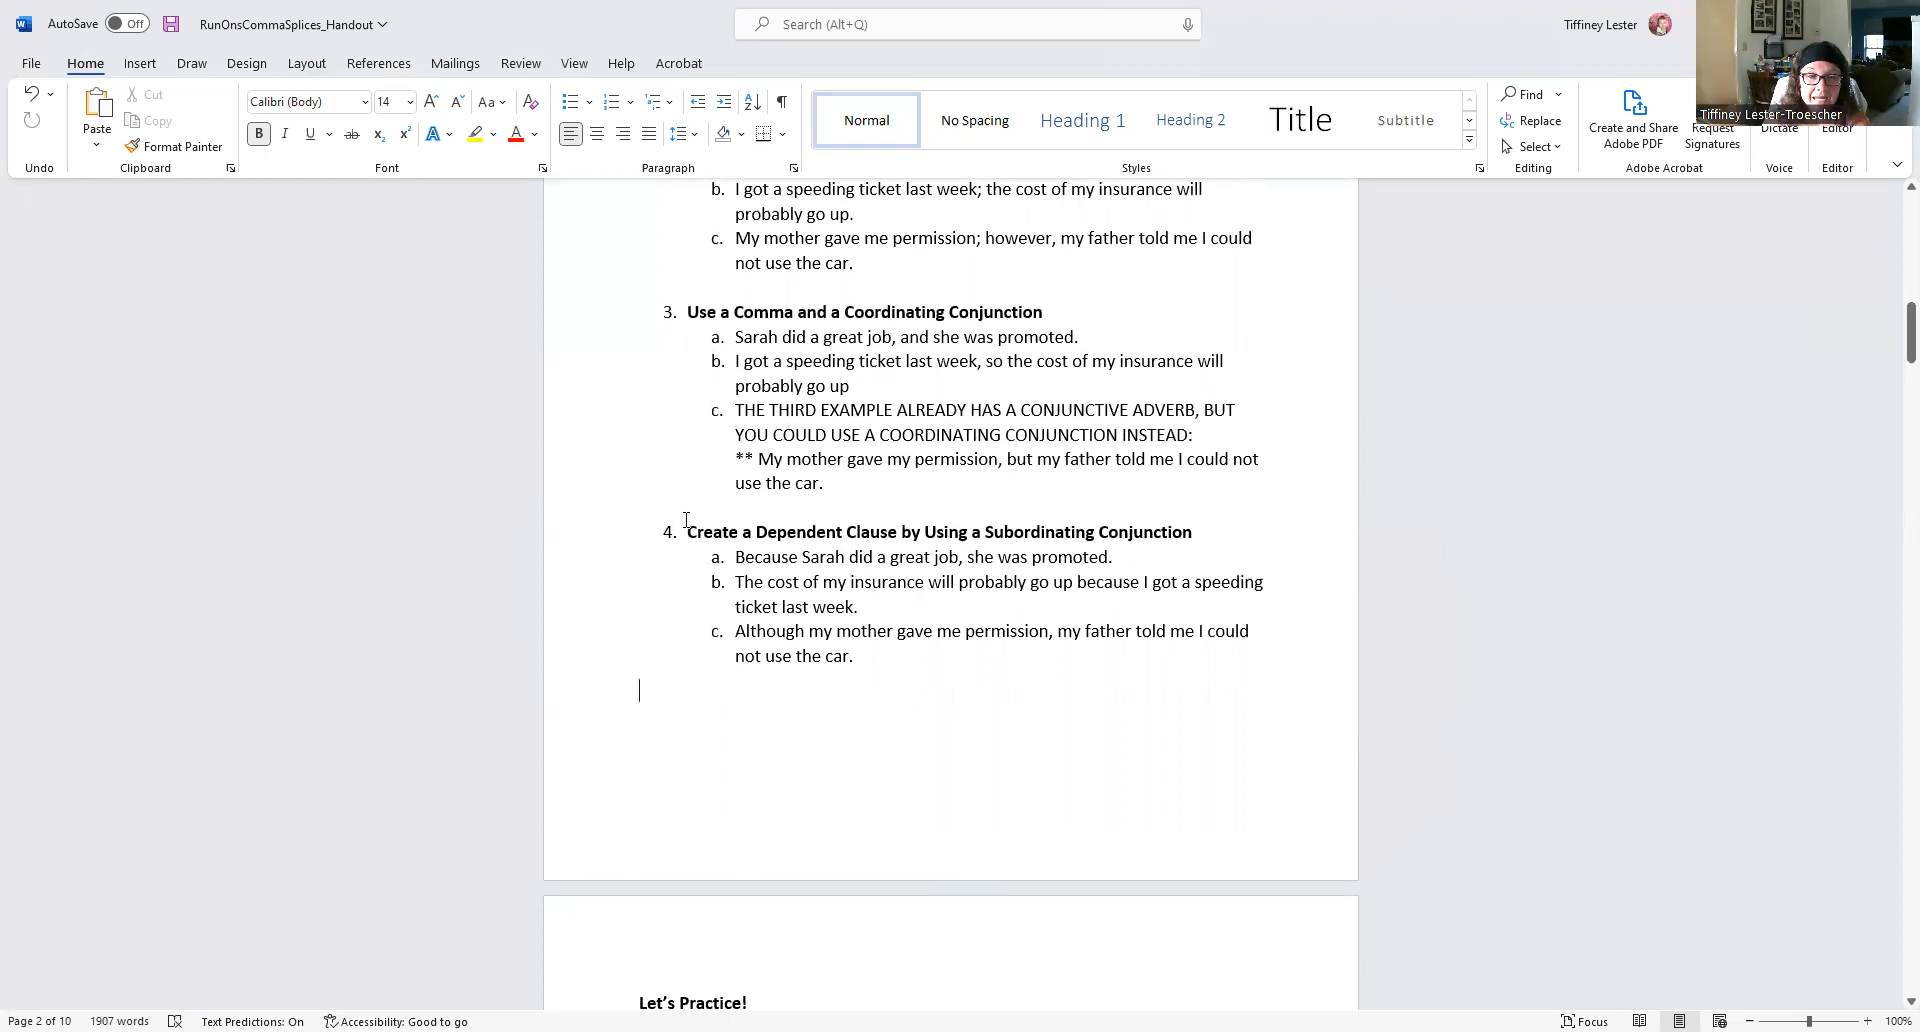 AutoSave Off RunOnsCommaSplices_Handout Search (Alt+Q) Tiffiney Lester
File Home Insert Draw Design Layout References Mailings Review View Help Acrobat
Tiffiney Lester-Troescher
Paste Cut Copy Format Painter
Calibri (Body) 14
Normal No Spacing Heading 1 Heading 2 Title Subtitle
Find Replace Select
Create and Share Adobe PDF
Request Signatures
Dictate Editor
Undo Clipboard Font Paragraph Styles Editing Adobe Acrobat Voice Editor
b. I got a speeding ticket last week; the cost of my insurance will
probably go up.
c. My mother gave me permission; however, my father told me I could
not use the car.
3. Use a Comma and a Coordinating Conjunction
a. Sarah did a great job, and she was promoted.
b. I got a speeding ticket last week, so the cost of my insurance will
probably go up
c. THE THIRD EXAMPLE ALREADY HAS A CONJUNCTIVE ADVERB, BUT
YOU COULD USE A COORDINATING CONJUNCTION INSTEAD:
** My mother gave my permission, but my father told me I could not
use the car.
4. Create a Dependent Clause by Using a Subordinating Conjunction
a. Because Sarah did a great job, she was promoted.
b. The cost of my insurance will probably go up because I got a speeding
ticket last week.
c. Although my mother gave me permission, my father told me I could
not use the car.
Let's Practice!
Page 2 of 10 1907 words Text Predictions: On Accessibility: Good to go Focus 100%